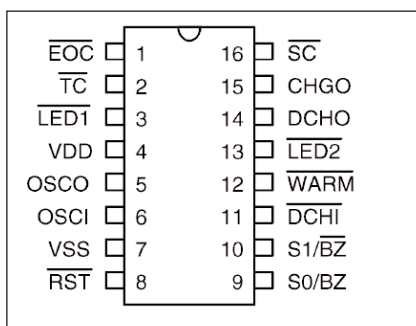 EOC 1 16 SC
TC 2 15 CHGO
LED1 3 14 DCHO
VDD 4 13 LED2
OSCO 5 12 WARM
OSCI 6 11 DCHI
VSS 7 10 S1/BZ
RST 8 9 S0/BZ